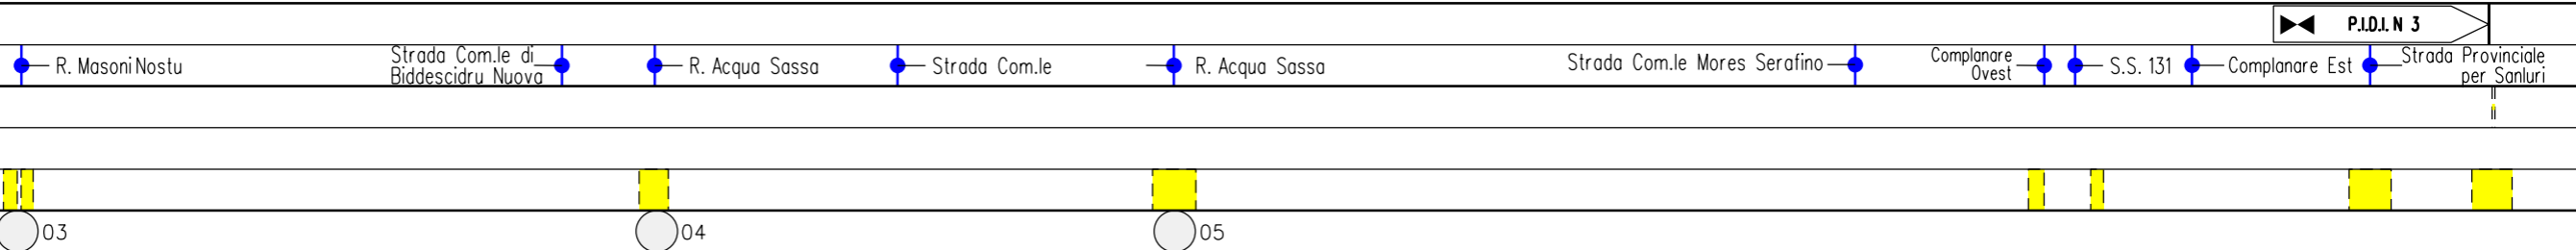 P.I.D.I. N 3
R. Masoni Nostu
Strada Com.le di
Biddescidru Nuova
R. Acqua Sassa
Strada Com.le
R. Acqua Sassa
Strada Com.le Mores Serafino
Complanare
Ovest
S.S. 131
Complanare Est
Strada Provinciale
per Sanluri
03
04
05